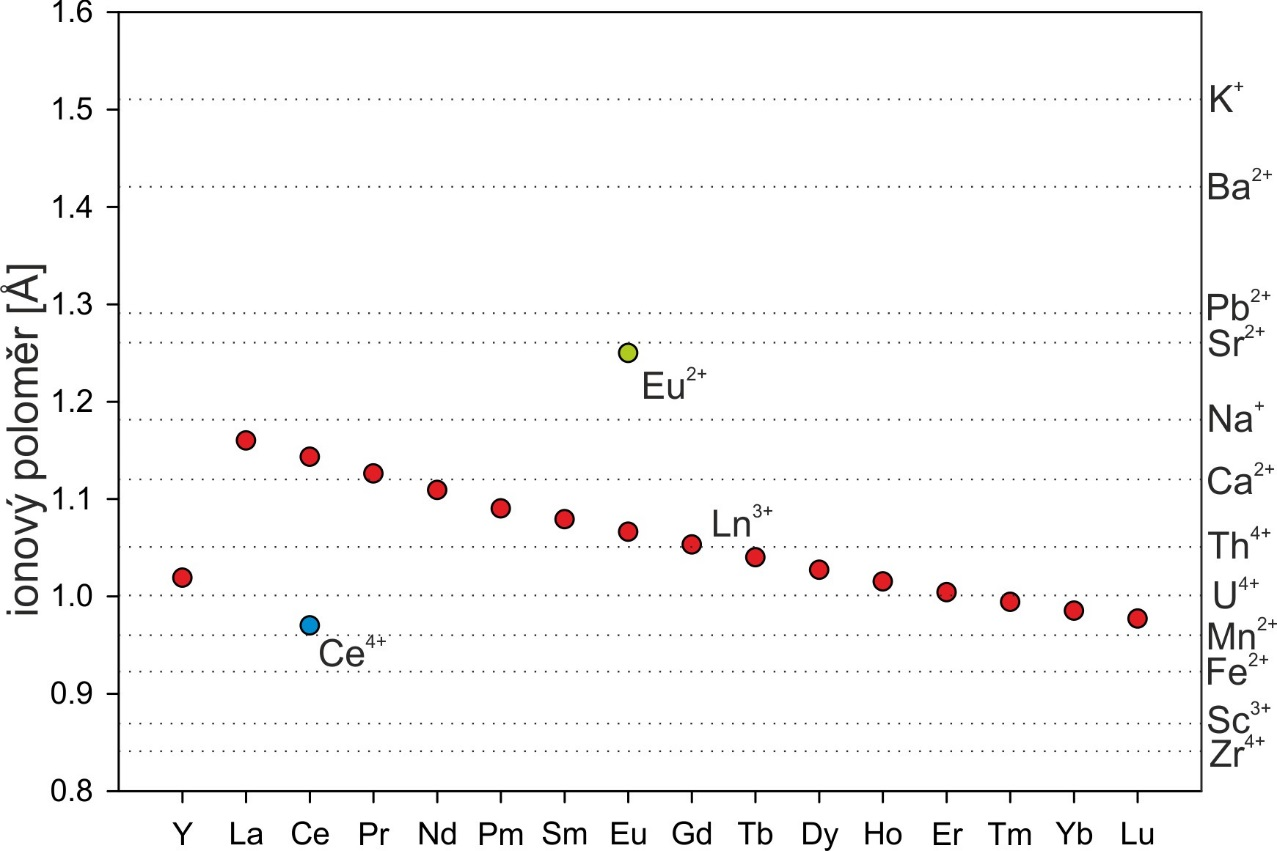 ionový poloměr [Å]
1.6
1.5
1.4
1.3
1.2
1.1
1.0
0.9
0.8
K⁺
Ba²⁺
Pb²⁺
Sr²⁺
Na⁺
Ca²⁺
Th⁴⁺
U⁴⁺
Mn²⁺
Fe²⁺
Sc³⁺
Zr⁴⁺
Eu²⁺
Ln³⁺
Ce⁴⁺
Y La Ce Pr Nd Pm Sm Eu Gd Tb Dy Ho Er Tm Yb Lu